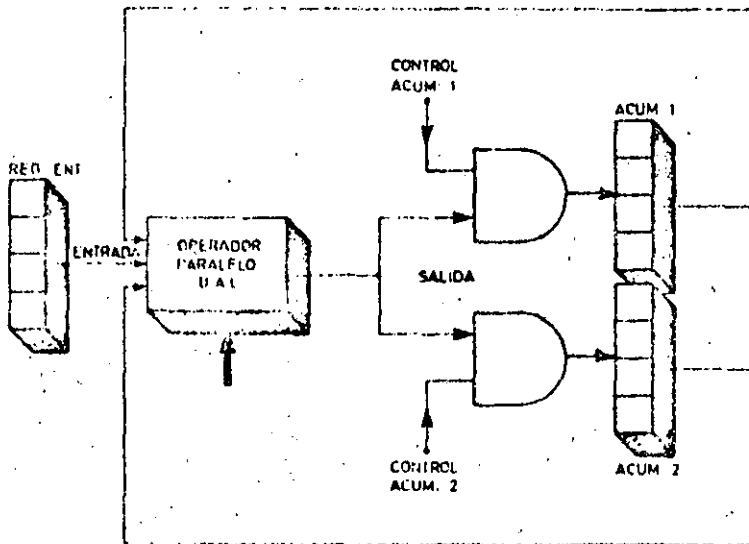 CONTROL
ACUM. 1
ACUM 1
REG ENT
ENTRADA
OPERADOR
PARALELO
U.A.L
SALIDA
CONTROL
ACUM. 2
ACUM 2